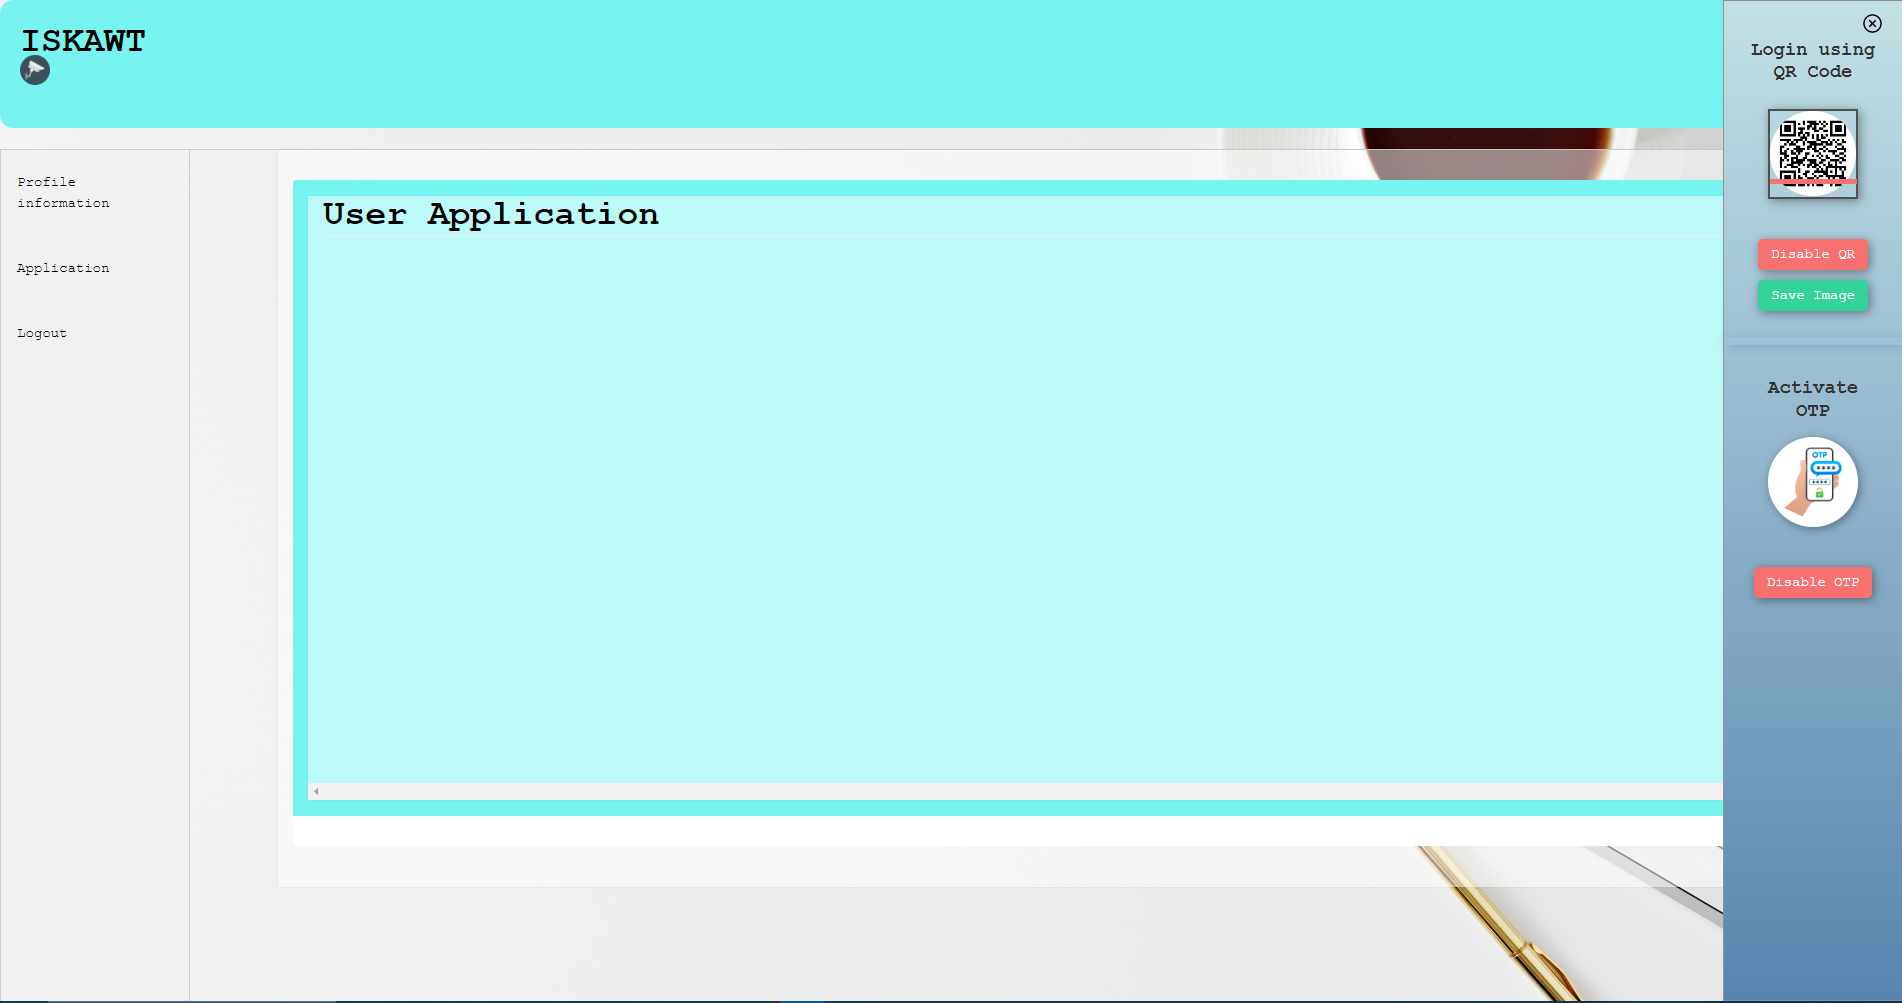 ISKAWT
Profile
information
Application
Logout
User Application
Login using
QR Code
Disable QR
Save Image
Activate
OTP
OTP
Disable OTP